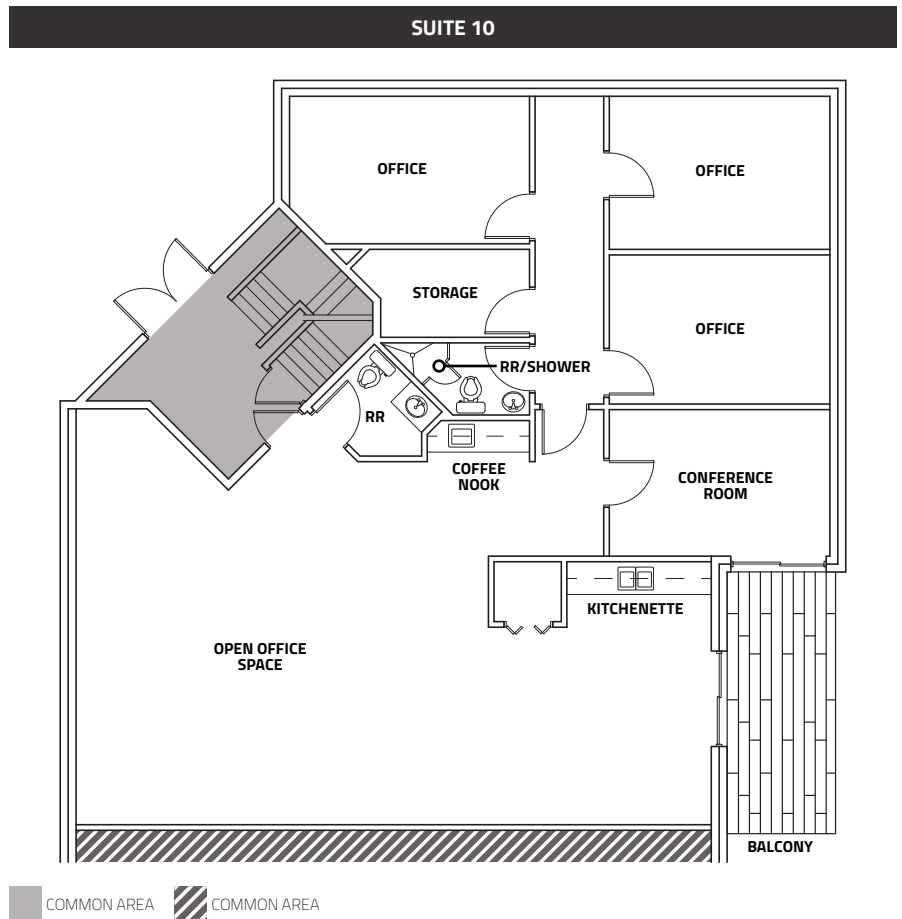 SUITE 10
OFFICE
OFFICE
STORAGE
OFFICE
RR/SHOWER
RR
COFFEE
NOOK
CONFERENCE
ROOM
KITCHENETTE
OPEN OFFICE
SPACE
BALCONY
COMMON AREA
COMMON AREA